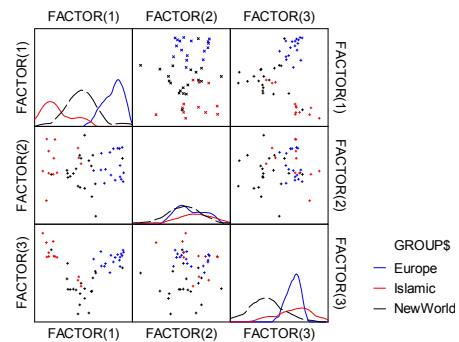 FACTOR(1) FACTOR(2) FACTOR(3)
FACTOR(1) FACTOR(1)
FACTOR(2) FACTOR(2)
FACTOR(3) FACTOR(3)
FACTOR(1) FACTOR(2) FACTOR(3)
GROUP$
Europe
Islamic
NewWorld